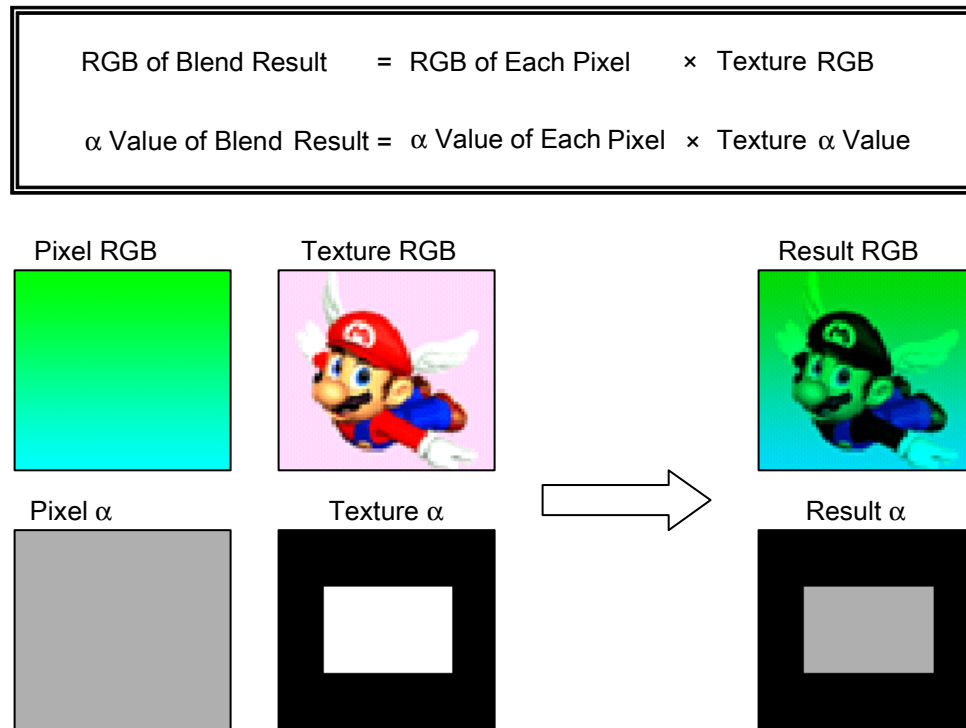 RGB of Blend Result = RGB of Each Pixel × Texture RGB
α Value of Blend Result = α Value of Each Pixel × Texture α Value
Pixel RGB Texture RGB Result RGB
M
Pixel α Texture α Result α